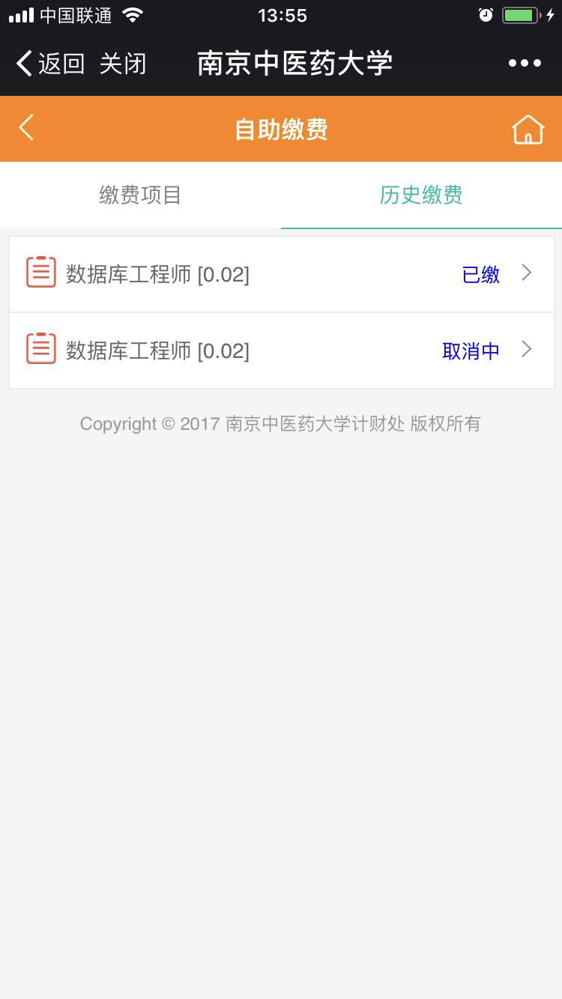 中国联通 13:55
返回 关闭 南京中医药大学
自助缴费
缴费项目 历史缴费
数据库工程师 [0.02] 已缴
数据库工程师 [0.02] 取消中
Copyright © 2017 南京中医药大学计财处 版权所有